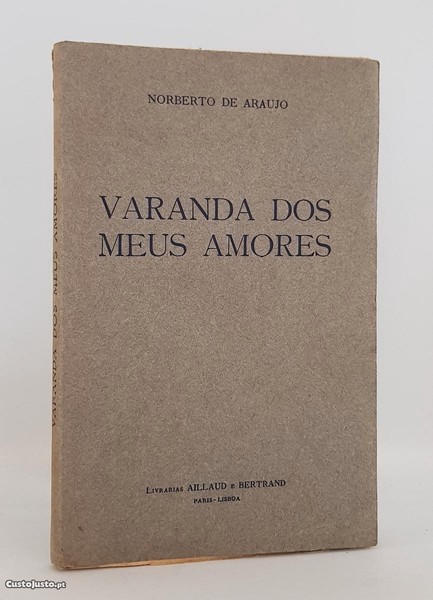 NORBERTO DE ARAUJO
VARANDA DOS
MEUS AMORES
LIVRARIAS AILLAUD E BERTRAND
PARIS-LISBOA
VARANDA DOS MEUS AMORES
CustoJusto.pt